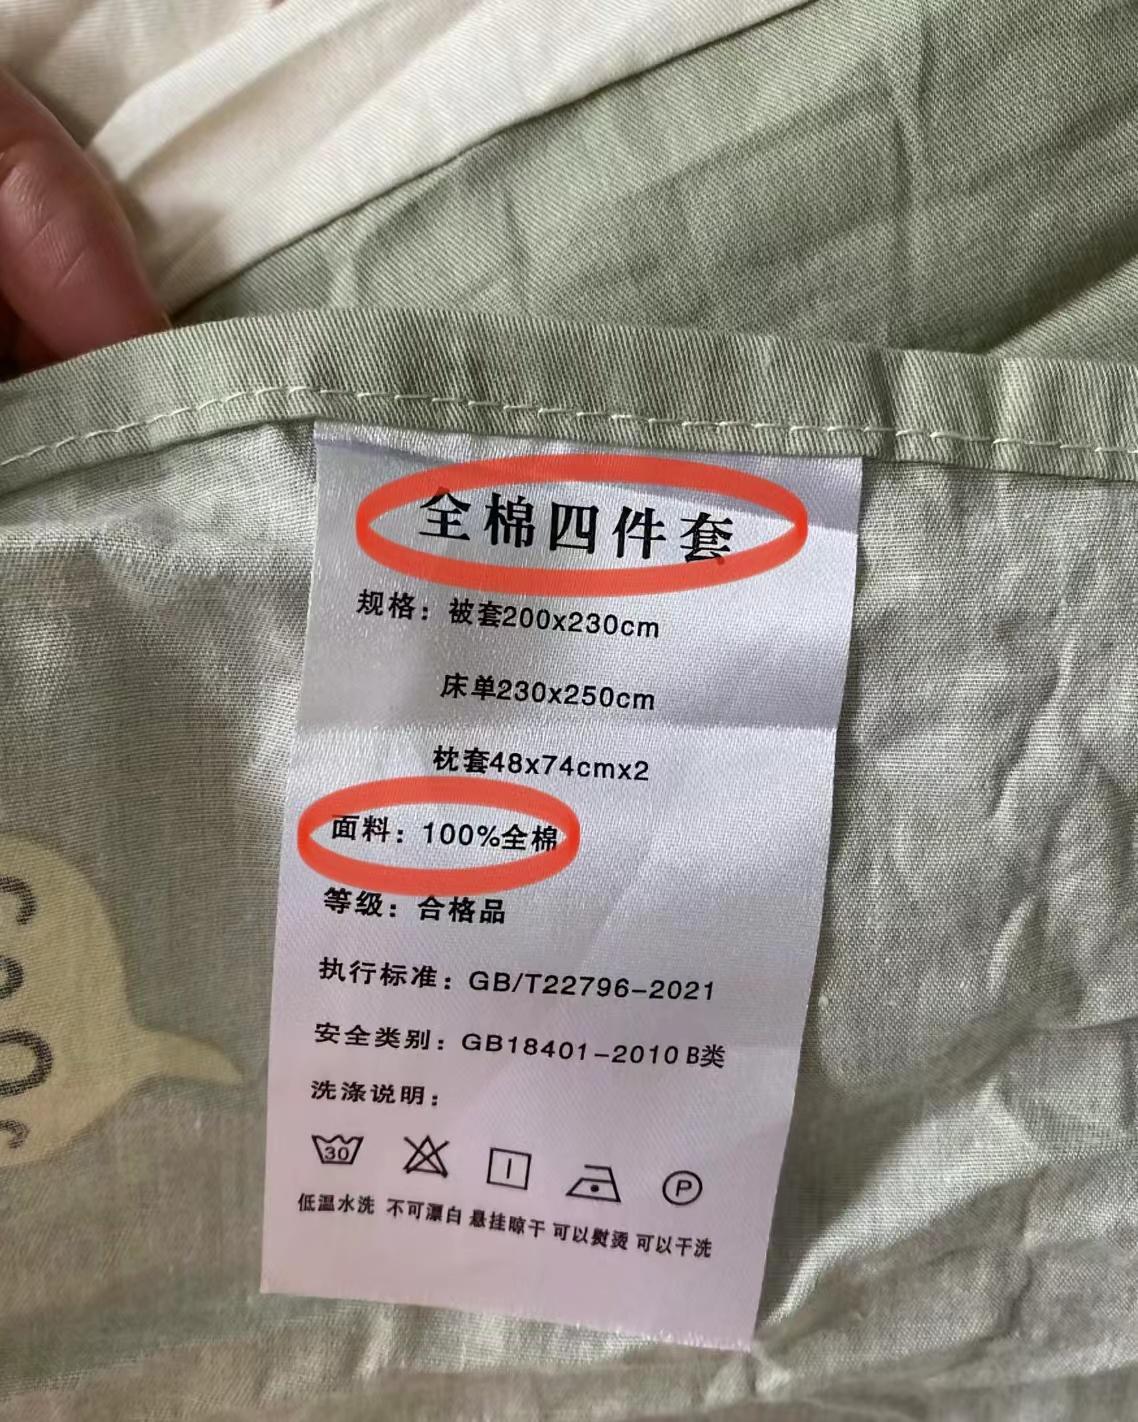 全棉四件套
规格：被套200x230cm
床单230x250cm
枕套48x74cmx2
面料：100%全棉
等级：合格品
执行标准：GB/T22796-2021
安全类别：GB18401-2010 B类
洗涤说明：
30 P
低温水洗 不可漂白 悬挂晾干 可以熨烫 可以干洗